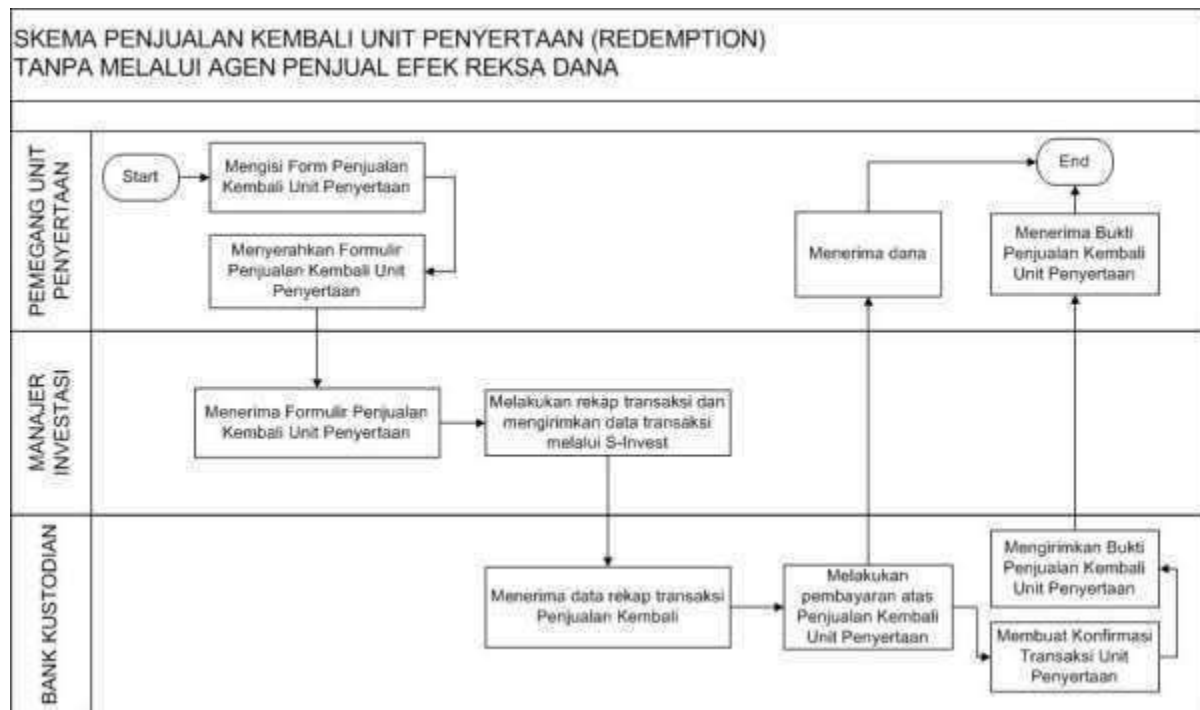 SKEMA PENJUALAN KEMBALI UNIT PENYERTAAN (REDEMPTION)
TANPA MELALUI AGEN PENJUAL EFEK REKSA DANA
PEMEGANG UNIT
PENYERTAAN
Start
Mengisi Form Penjualan
Kembali Unit Penyertaan
Menyerahkan Formulir
Penjualan Kembali Unit
Penyertaan
Menerima dana
End
Menerima Bukti
Penjualan Kembali
Unit Penyertaan
MANAJER
INVESTASI
Menerima Formulir Penjualan
Kembali Unit Penyertaan
Melakukan rekap transaksi dan
mengirimkan data transaksi
melalui S-Invest
BANK KUSTODIAN
Menerima data rekap transaksi
Penjualan Kembali
Melakukan
pembayaran atas
Penjualan Kembali
Unit Penyertaan
Mengirimkan Bukti
Penjualan Kembali
Unit Penyertaan
Membuat Konfirmasi
Transaksi Unit
Penyertaan